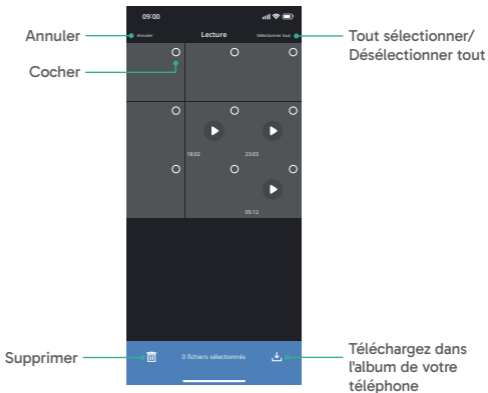 09:00
Annuler
Annuler
Lecture
Sélectionner tout
Tout sélectionner/
Désélectionner tout
Cocher
18:02
23:03
05:12
Supprimer
0 fichiers sélectionnés
Téléchargez dans
l'album de votre
téléphone